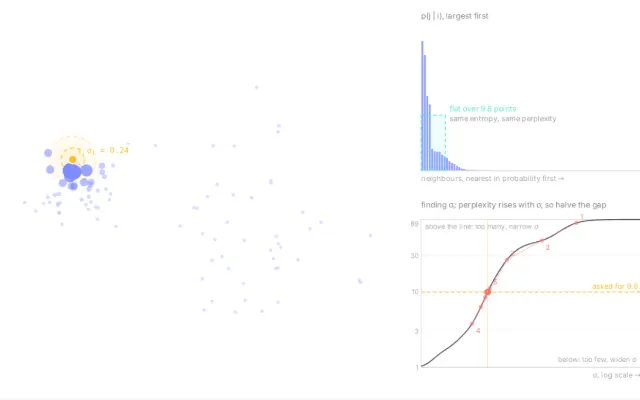 p(j | i), largest first
σᵢ = 0.24
flat over 9.8 points
same entropy, same perplexity
neighbours, nearest in probability first →
finding σᵢ: perplexity rises with σ, so halve the gap
89
above the line: too many, narrow σ
1
2
30
5
10
asked for 9.8
3
4
below: too few, widen σ
1
σ, log scale →